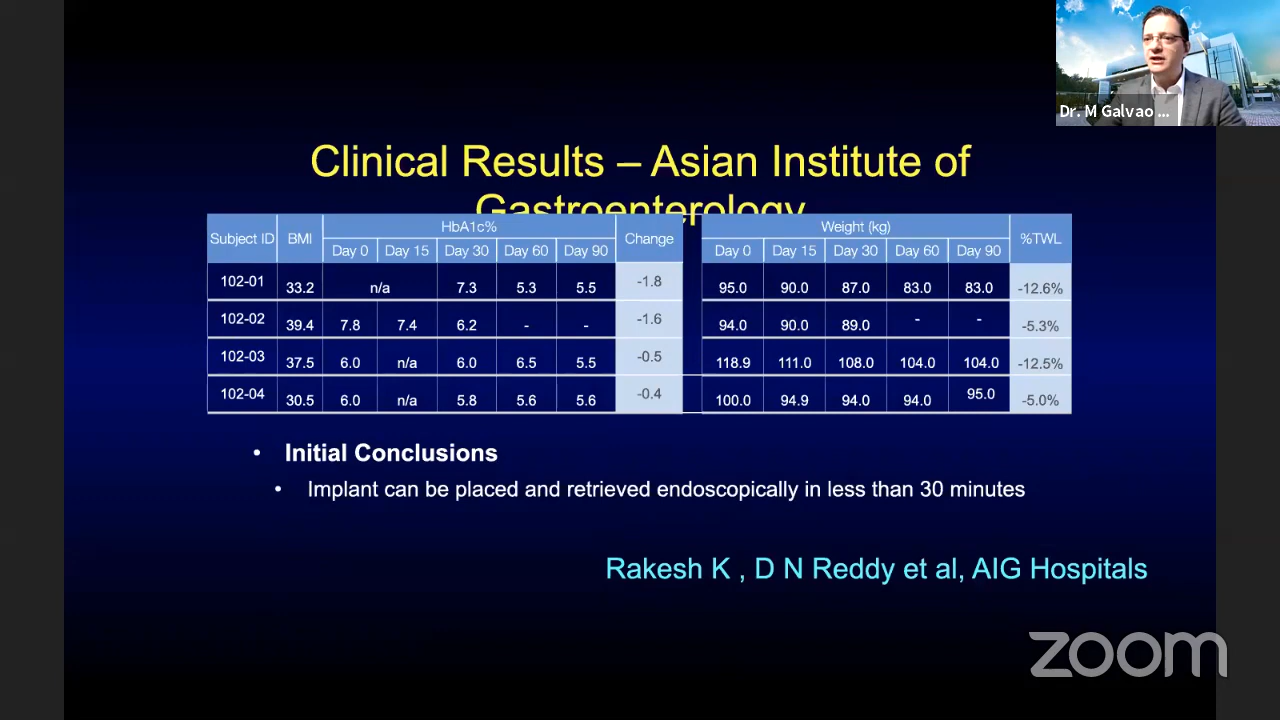 Dr. M Galvao ...
Clinical Results – Asian Institute of
Gastroenterology
Subject ID BMI HbA1c% Change Weight (kg) %TWL
Day 0 Day 15 Day 30 Day 60 Day 90 Day 0 Day 15 Day 30 Day 60 Day 90
102-01 33.2 n/a 7.3 5.3 5.5 -1.8 95.0 90.0 87.0 83.0 83.0 -12.6%
102-02 39.4 7.8 7.4 6.2 - - -1.6 94.0 90.0 89.0 - - -5.3%
102-03 37.5 6.0 n/a 6.0 6.5 5.5 -0.5 118.9 111.0 108.0 104.0 104.0 -12.5%
102-04 30.5 6.0 n/a 5.8 5.6 5.6 -0.4 100.0 94.9 94.0 94.0 95.0 -5.0%
• Initial Conclusions
• Implant can be placed and retrieved endoscopically in less than 30 minutes
Rakesh K , D N Reddy et al, AIG Hospitals
zoom